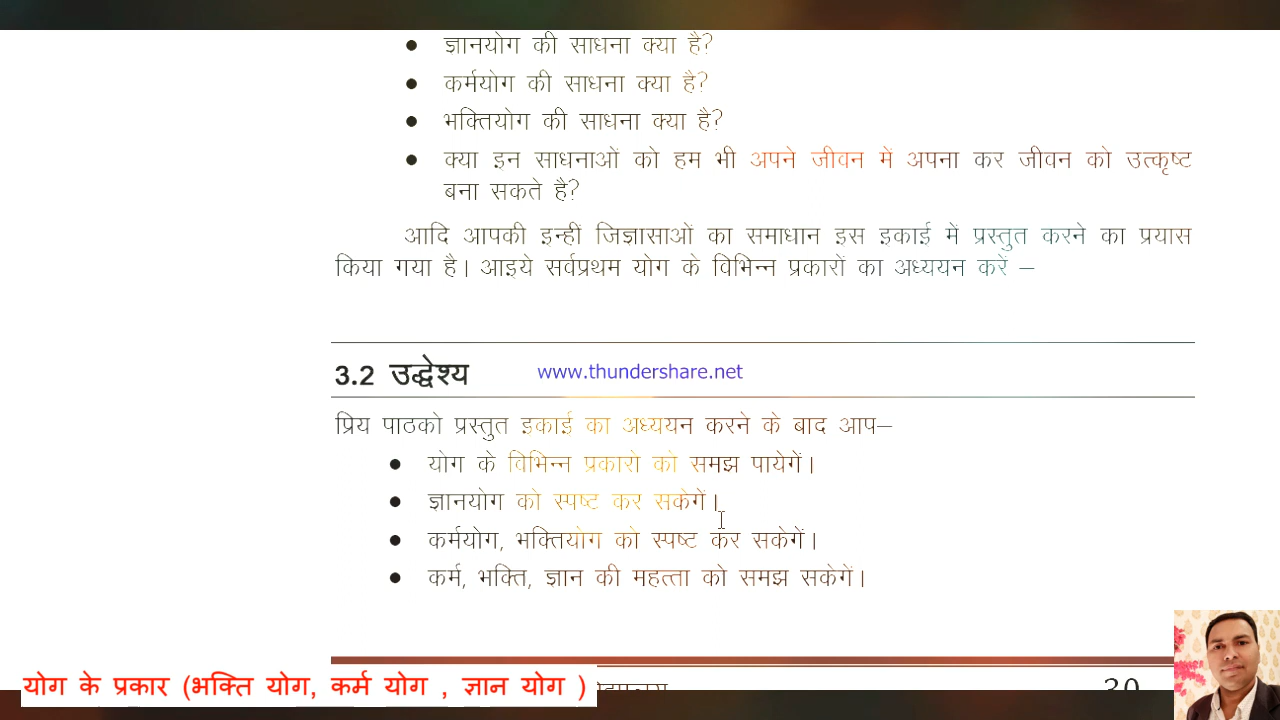 ● ज्ञानयोग की साधना क्या है?
● कर्मयोग की साधना क्या है?
● भक्तियोग की साधना क्या है?
● क्या इन साधनाओं को हम भी अपने जीवन में अपना कर जीवन को उत्कृष्ट
बना सकते है?
आदि आपकी इन्हीं जिज्ञासाओं का समाधान इस इकाई में प्रस्तुत करने का प्रयास
किया गया है। आइये सर्वप्रथम योग के विभिन्न प्रकारों का अध्ययन करें –
3.2 उद्धेश्य www.thundershare.net
प्रिय पाठको प्रस्तुत इकाई का अध्ययन करने के बाद आप–
● योग के विभिन्न प्रकारो को समझ पायेगें।
● ज्ञानयोग को स्पष्ट कर सकेगें।
● कर्मयोग, भक्तियोग को स्पष्ट कर सकेगें।
● कर्म, भक्ति, ज्ञान की महत्ता को समझ सकेगें।
योग के प्रकार (भक्ति योग, कर्म योग , ज्ञान योग )
30